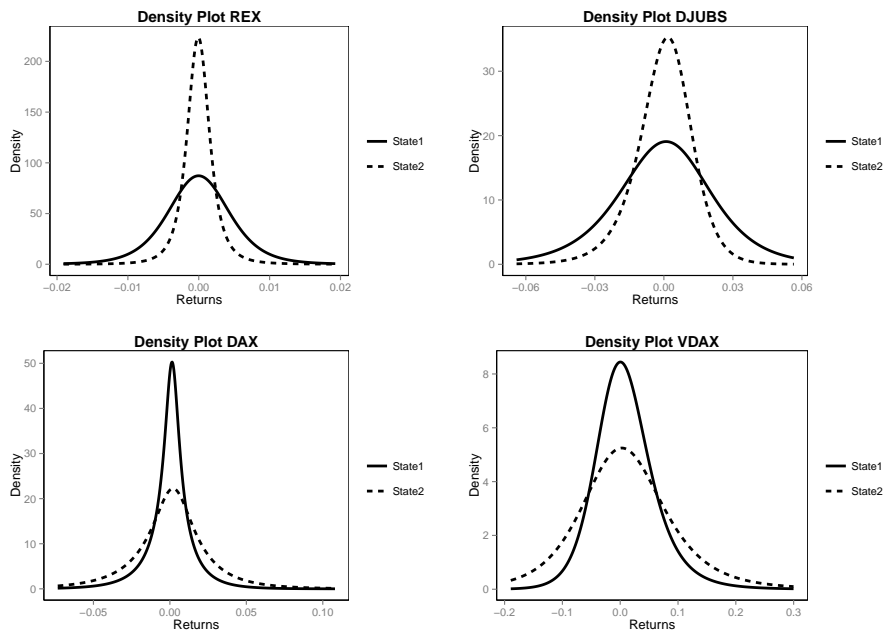 Density Plot REX
Density
200
150
100
50
0
−0.02 −0.01 0.00 0.01 0.02
Returns
State1
State2
Density Plot DJUBS
Density
30
20
10
0
−0.06 −0.03 0.00 0.03 0.06
Returns
State1
State2
Density Plot DAX
Density
50
40
30
20
10
0
−0.05 0.00 0.05 0.10
Returns
State1
State2
Density Plot VDAX
Density
8
6
4
2
0
−0.2 −0.1 0.0 0.1 0.2 0.3
Returns
State1
State2